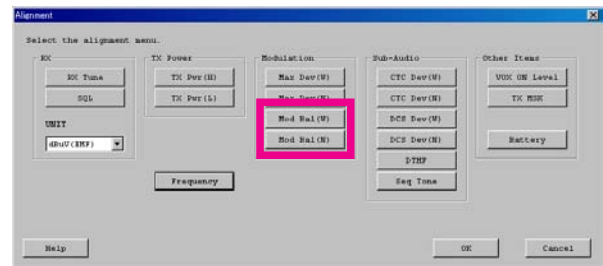 Alignment
Select the alignment menu.
RX
RX Tune
SQL
UNIT
dBuV(EMF)
TX Power
TX Pwr(H)
TX Pwr(L)
Frequency
Modulation
Max Dev(W)
Max Dev(N)
Mod Bal(W)
Mod Bal(N)
Sub-Audio
CTC Dev(W)
CTC Dev(N)
DCS Dev(W)
DCS Dev(N)
DTMF
Seq Tone
Other Items
VOX ON Level
TX MSK
Battery
Help
OK
Cancel